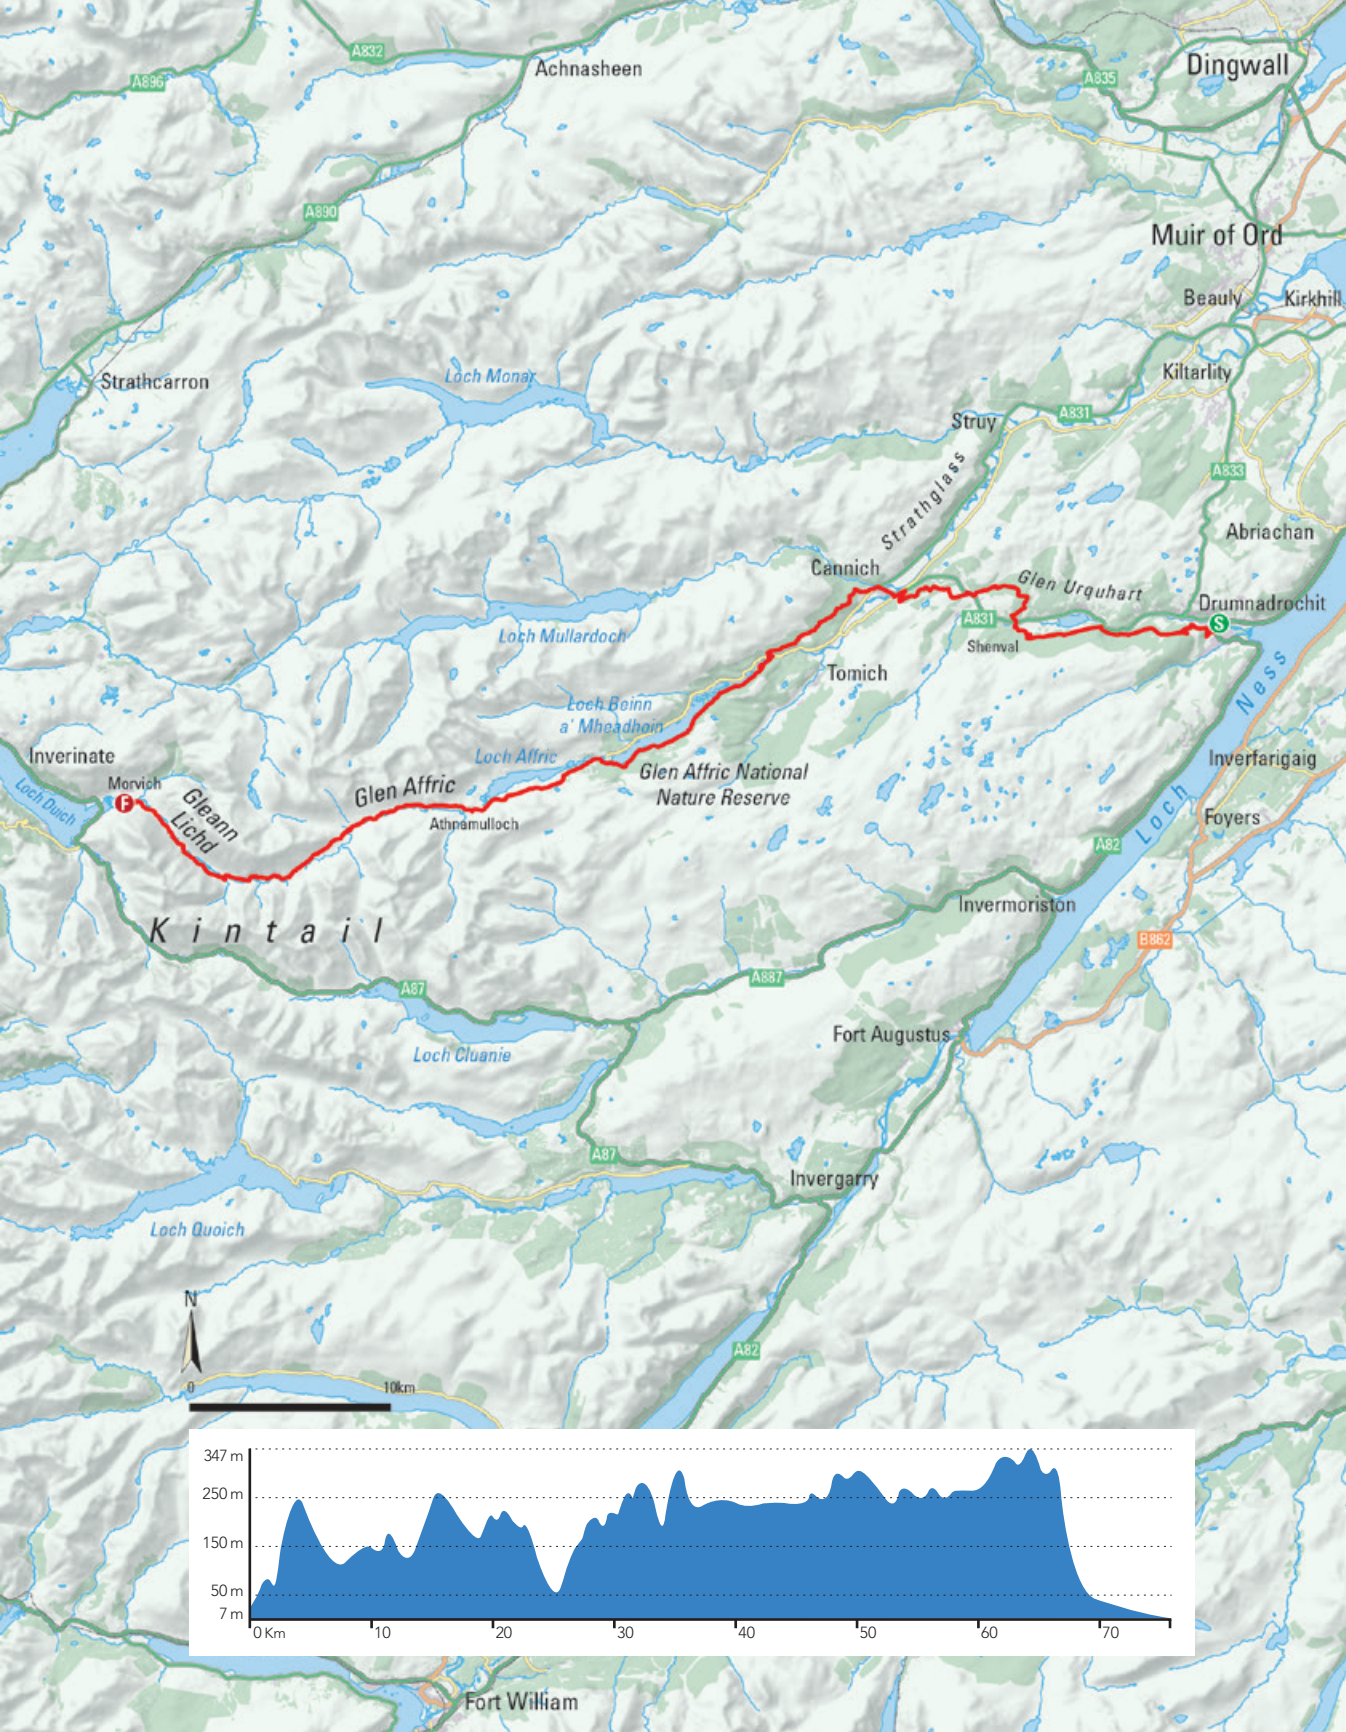 A832
Achnasheen
A896
A835
Dingwall
A890
Muir of Ord
Beauly
Kirkhill
Strathcarron
Loch Monar
Kiltarlity
Struy
A831
Strathglass
A833
Abriachan
Cannich
Glen Urquhart
Drumnadrochit
S
A831
Loch Mullardoch
Shenval
Tomich
Loch Beinn
a' Mheadhoin
Loch Ness
Inverinate
Loch Affric
Morvich
F
Loch Duich
Gleann
Lichd
Glen Affric
Athnamulloch
Glen Affric National
Nature Reserve
Inverfarigaig
Foyers
A82
Kintail
Invermoriston
B862
A887
A87
Fort Augustus
Loch Cluanie
A87
Invergarry
Loch Quoich
N
A82
0
10km
347 m
250 m
150 m
50 m
7 m
0 Km
10
20
30
40
50
60
70
Fort William